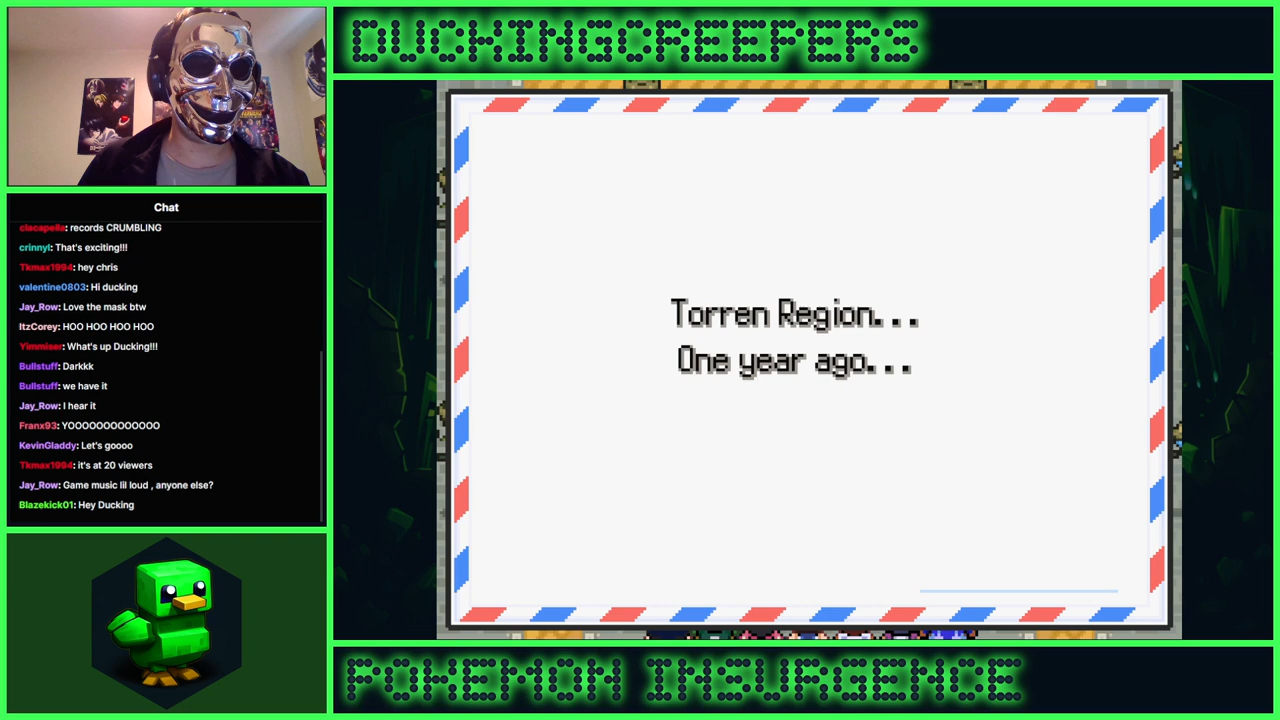 DUCKINGCREEPERS
Chat
clacapella: records CRUMBLING
crinnyl: That's exciting!!!
Tkmax1994: hey chris
valentine0803: Hi ducking
Jay_Row: Love the mask btw
ItzCorey: HOO HOO HOO HOO
Yimmiser: What's up Ducking!!!
Bullstuff: Darkkk
Bullstuff: we have it
Jay_Row: I hear it
Franx93: YOOOOOOOOOOOOO
KevinGladdy: Let's goooo
Tkmax1994: it's at 20 viewers
Jay_Row: Game music lil loud , anyone else?
Blazekick01: Hey Ducking
Torren Region...
One year ago...
POKEMON INSURGENCE